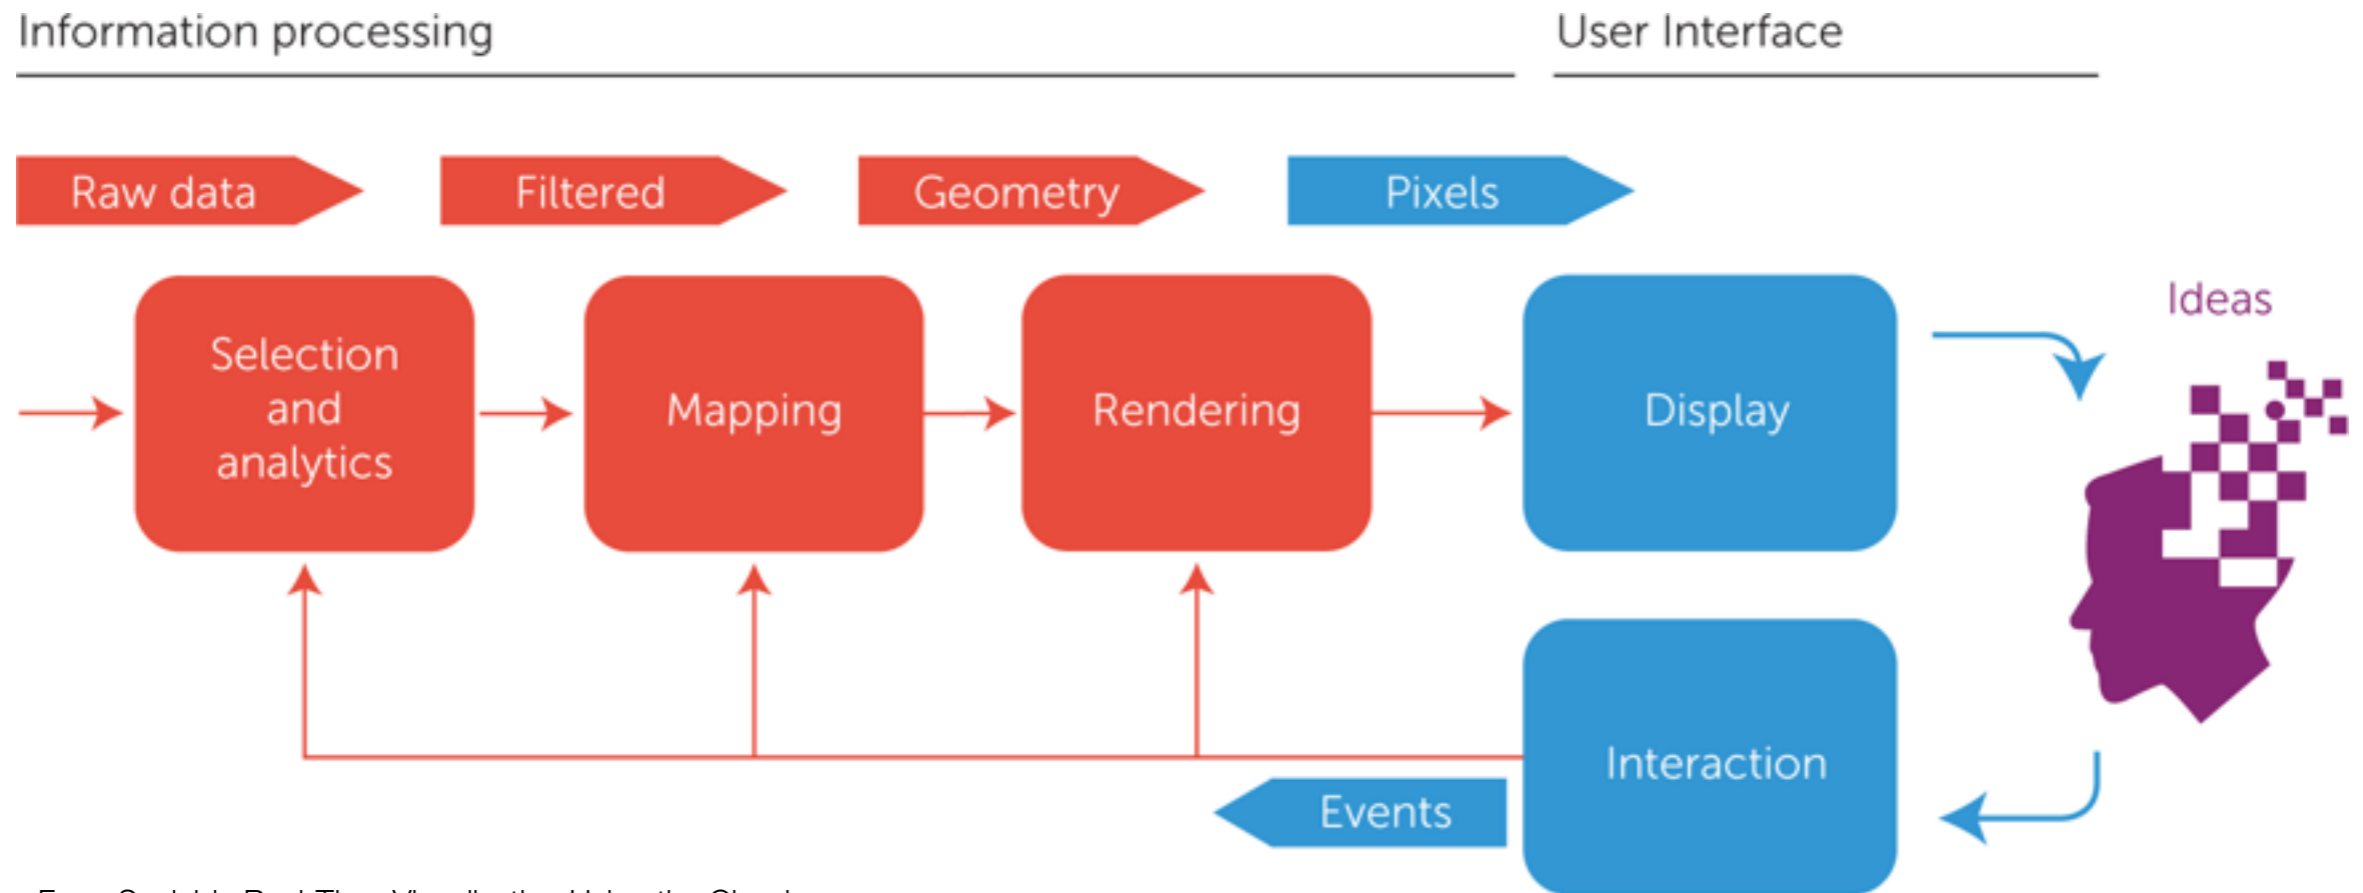 Information processing
User Interface
Raw data
Filtered
Geometry
Pixels
Selection
and
analytics
Mapping
Rendering
Display
Ideas
Interaction
Events